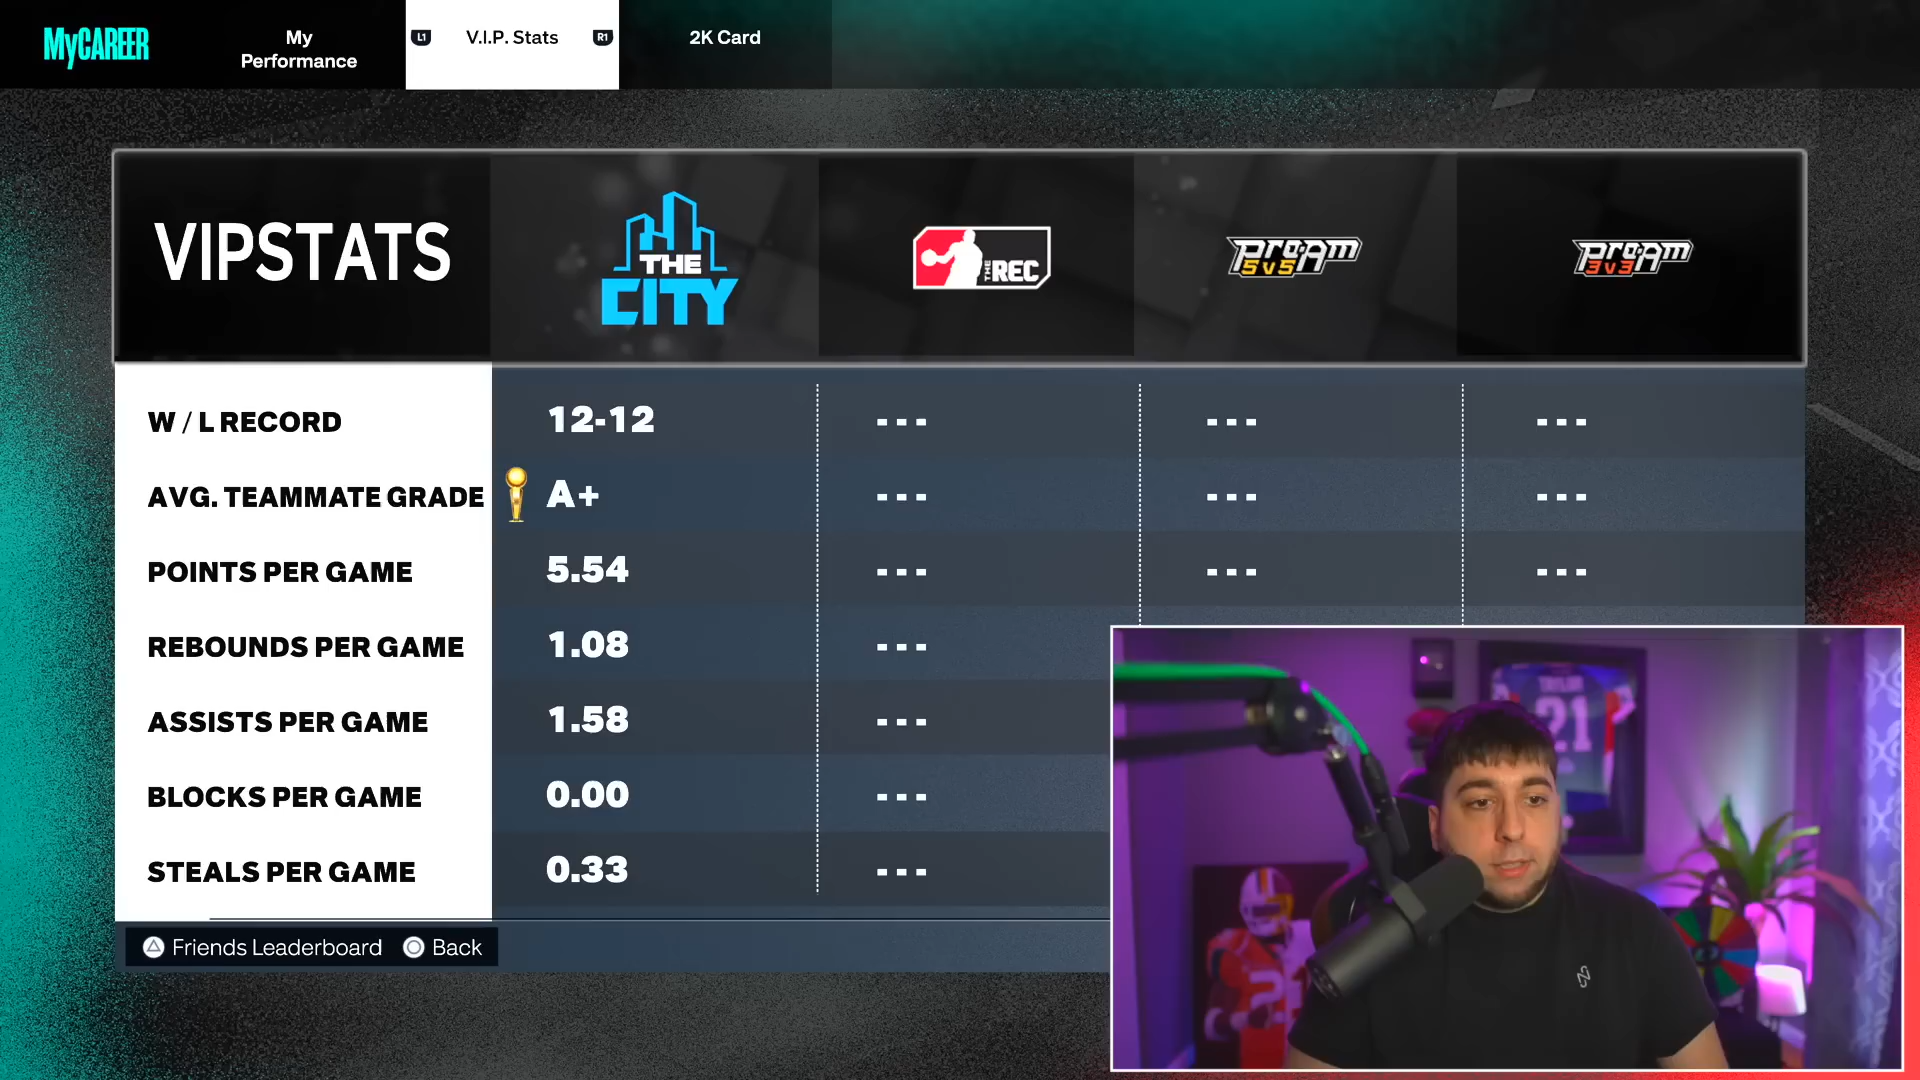 MyCAREER
My
Performance
L1
V.I.P. Stats
R1
2K Card
VIPSTATS
THE
CITY
THE REC
Pro-Am
5v5
Pro-Am
3v3
W / L RECORD
12-12
---
---
---
AVG. TEAMMATE GRADE
A+
---
---
---
POINTS PER GAME
5.54
---
---
---
REBOUNDS PER GAME
1.08
---
ASSISTS PER GAME
1.58
---
BLOCKS PER GAME
0.00
---
STEALS PER GAME
0.33
---
Friends Leaderboard
Back
TAYLOR
21